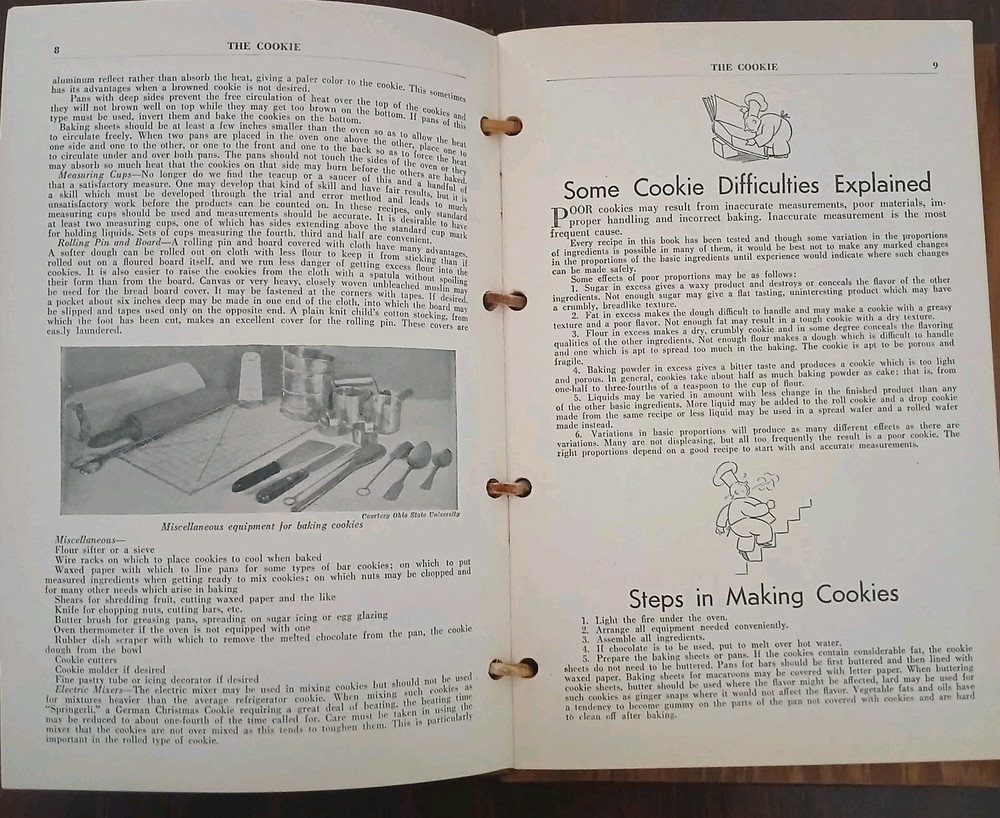 8
THE COOKIE
aluminum reflect rather than absorb the heat, giving a paler color to the cookie. This sometimes
has its advantages when a browned cookie is not desired.
Pans with deep sides prevent the free circulation of heat over the top of the cookies and
they will not brown well on top while they may get too brown on the bottom. If pans of this
type must be used, invert them and bake the cookies on the bottom.
Baking sheets should be at least a few inches smaller than the oven so as to allow the heat
to circulate freely. When two pans are placed in the oven one above the other, place one to
one side and one to the other, or one to the front and one to the back so as to force the heat
to circulate under and over both pans. The pans should not touch the sides of the oven or they
may absorb so much heat that the cookies on that side may burn before the others are baked.
Measuring Cups—No longer do we find the teacup or a saucer of this and a handful of
that a satisfactory measure. One may develop that kind of skill and have fair results, but it is
a skill which must be developed through the trial and error method and leads to much
unsatisfactory work before the products can be counted on. In these recipes, only standard
measuring cups should be used and measurements should be accurate. It is desirable to have
at least two measuring cups, one of which has sides extending above the standard cup mark
for holding liquids. Sets of cups measuring the fourth, third and half are convenient.
Rolling Pin and Board—A rolling pin and board covered with cloth have many advantages.
A softer dough can be rolled out on cloth with less flour to keep it from sticking than if
rolled out on a floured board itself, and we run less danger of getting excess flour into the
cookies. It is also easier to raise the cookies from the cloth with a spatula without spoiling
their form than from the board. Canvas or very heavy, closely woven unbleached muslin may
be used for the bread board cover. It may be fastened at the corners with tapes. If desired,
a pocket about six inches deep may be made in one end of the cloth, into which the board may
be slipped and tapes used only on the opposite end. A plain knit child's cotton stocking, from
which the foot has been cut, makes an excellent cover for the rolling pin. These covers are
easily laundered.
Courtesy Ohio State University
Miscellaneous equipment for baking cookies
Miscellaneous—
Flour sifter or a sieve
Wire racks on which to place cookies to cool when baked
Waxed paper with which to line pans for some types of bar cookies; on which to put
measured ingredients when getting ready to mix cookies; on which nuts may be chopped and
for many other needs which arise in baking
Shears for shredding fruit, cutting waxed paper and the like
Knife for chopping nuts, cutting bars, etc.
Butter brush for greasing pans, spreading on sugar icing or egg glazing
Oven thermometer if the oven is not equipped with one
Rubber dish scraper with which to remove the melted chocolate from the pan, the cookie
dough from the bowl
Cookie cutters
Cookie molder if desired
Fine pastry tube or icing decorator if desired
Electric Mixers—The electric mixer may be used in mixing cookies but should not be used
for mixtures heavier than the average refrigerator cookie. When mixing such cookies as
"Springerli," a German Christmas Cookie requiring a great deal of beating, the beating time
may be reduced to about one-fourth of the time called for. Care must be taken in using the
mixer that the cookies are not over mixed as this tends to toughen them. This is particularly
important in the rolled type of cookie.
THE COOKIE
9
Some Cookie Difficulties Explained
POOR cookies may result from inaccurate measurements, poor materials, im-
proper handling and incorrect baking. Inaccurate measurement is the most
frequent cause.
Every recipe in this book has been tested and though some variation in the proportions
of ingredients is possible in many of them, it would be best not to make any marked changes
in the proportions of the basic ingredients until experience would indicate where such changes
can be made safely.
Some effects of poor proportions may be as follows:
1. Sugar in excess gives a waxy product and destroys or conceals the flavor of the other
ingredients. Not enough sugar may give a flat tasting, uninteresting product which may have
a crumbly, breadlike texture.
2. Fat in excess makes the dough difficult to handle and may make a cookie with a greasy
texture and a poor flavor. Not enough fat may result in a tough cookie with a dry texture.
3. Flour in excess makes a dry, crumbly cookie and in some degree conceals the flavoring
qualities of the other ingredients. Not enough flour makes a dough which is difficult to handle
and one which is apt to spread too much in the baking. The cookie is apt to be porous and
fragile.
4. Baking powder in excess gives a bitter taste and produces a cookie which is too light
and porous. In general, cookies take about half as much baking powder as cake; that is, from
one-half to three-fourths of a teaspoon to the cup of flour.
5. Liquids may be varied in amount with less change in the finished product than any
of the other basic ingredients. More liquid may be added to the roll cookie and a drop cookie
made from the same recipe or less liquid may be used in a spread wafer and a rolled wafer
made instead.
6. Variations in basic proportions will produce as many different effects as there are
variations. Many are not displeasing, but all too frequently the result is a poor cookie. The
right proportions depend on a good recipe to start with and accurate measurements.
Steps in Making Cookies
1. Light the fire under the oven.
2. Arrange all equipment needed conveniently.
3. Assemble all ingredients.
4. If chocolate is to be used, put to melt over hot water.
5. Prepare the baking sheets or pans. If the cookies contain considerable fat, the cookie
sheets do not need to be buttered. Pans for bars should be first buttered and then lined with
waxed paper. Baking sheets for macaroons may be covered with letter paper. When buttering
cookie sheets, butter should be used where the flavor might be affected, lard may be used for
such cookies as ginger snaps where it would not affect the flavor. Vegetable fats and oils have
a tendency to become gummy on the parts of the pan not covered with cookies and are hard
to clean off after baking.